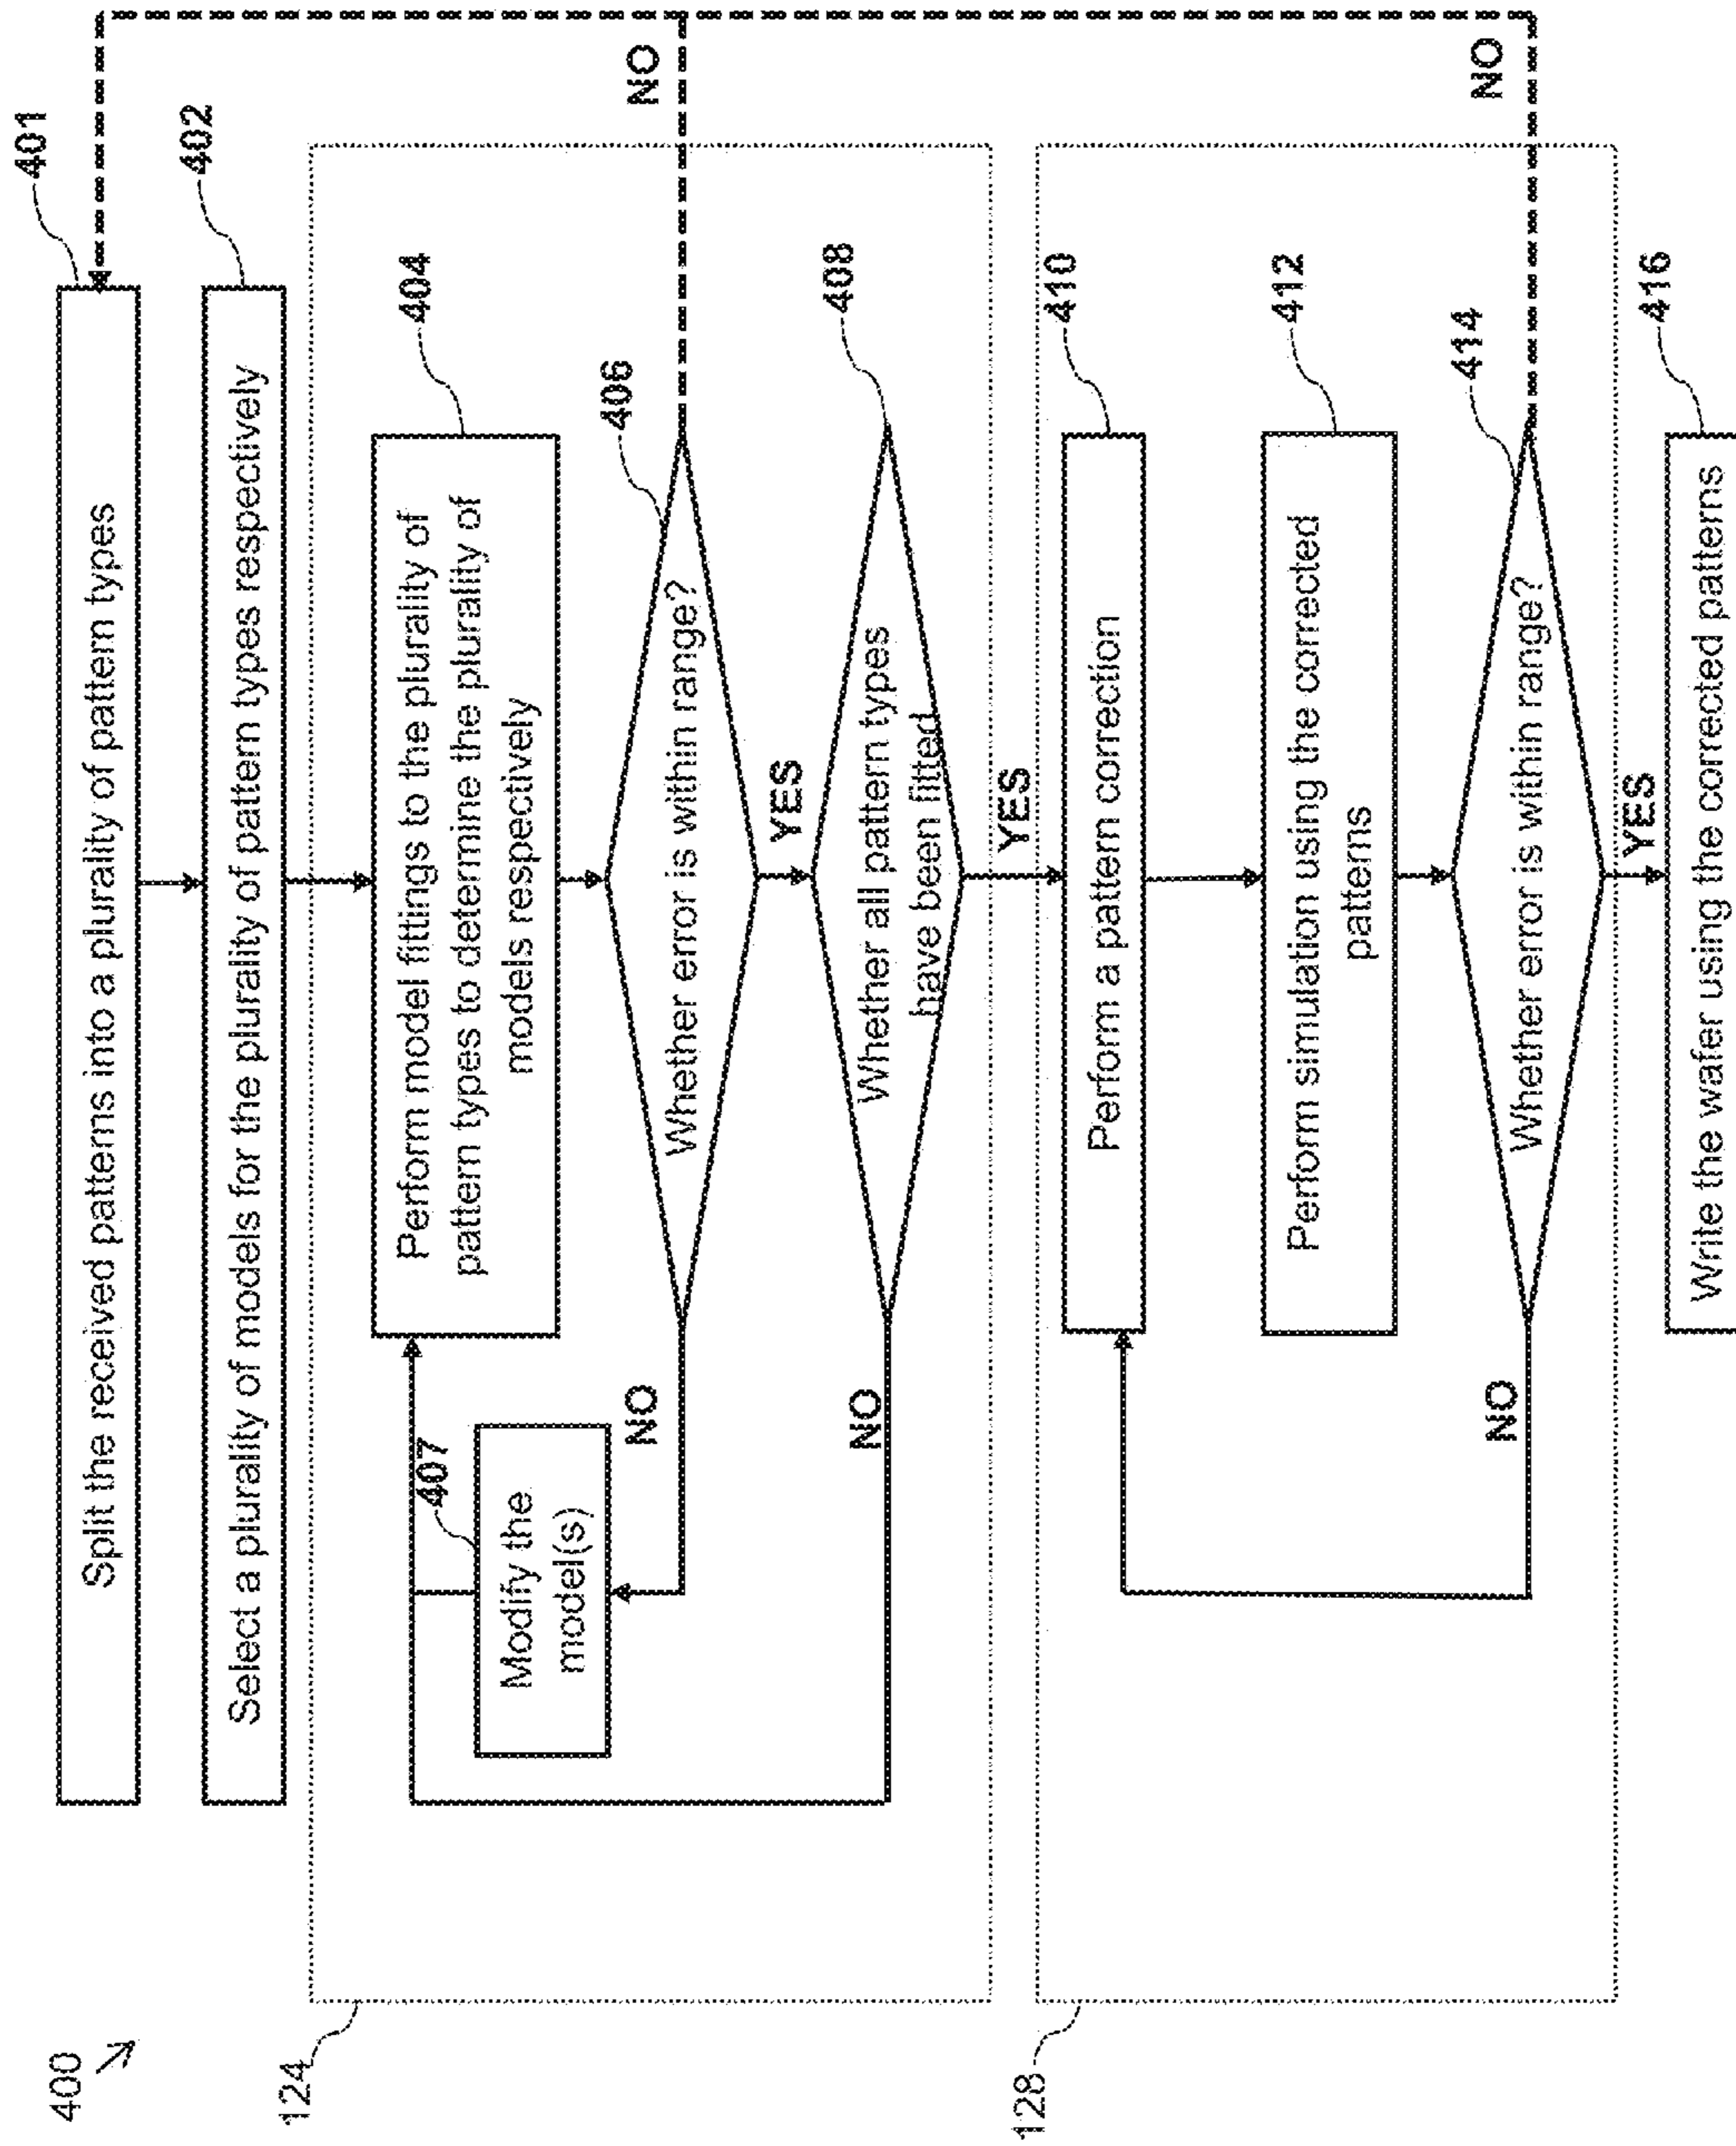 400
401
Split the received patterns into a plurality of pattern types
402
Select a plurality of models for the plurality of pattern types respectively
124
404
Perform model fittings to the plurality of
pattern types to determine the plurality of
models respectively
407
Modify the
model(s)
406
Whether error is within range?
NO
NO
YES
408
Whether all pattern types
have been fitted
NO
YES
128
410
Perform a pattern correction
412
Perform simulation using the corrected
patterns
414
Whether error is within range?
NO
NO
YES
416
Write the wafer using the corrected patterns